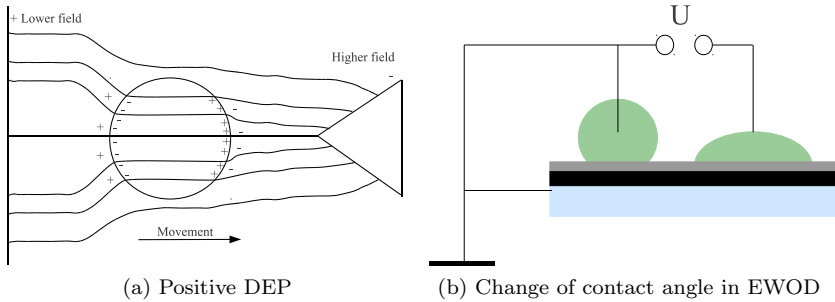 + Lower field
Higher field
-
+ - - + -
+ - + -
+ - + -
- + -
+ - + -
+ - + -
+ - - +
Movement
(a) Positive DEP
U
(b) Change of contact angle in EWOD